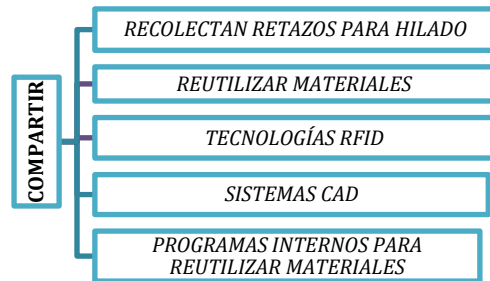 COMPARTIR
RECOLECTAN RETAZOS PARA HILADO
REUTILIZAR MATERIALES
TECNOLOGÍAS RFID
SISTEMAS CAD
PROGRAMAS INTERNOS PARA
REUTILIZAR MATERIALES